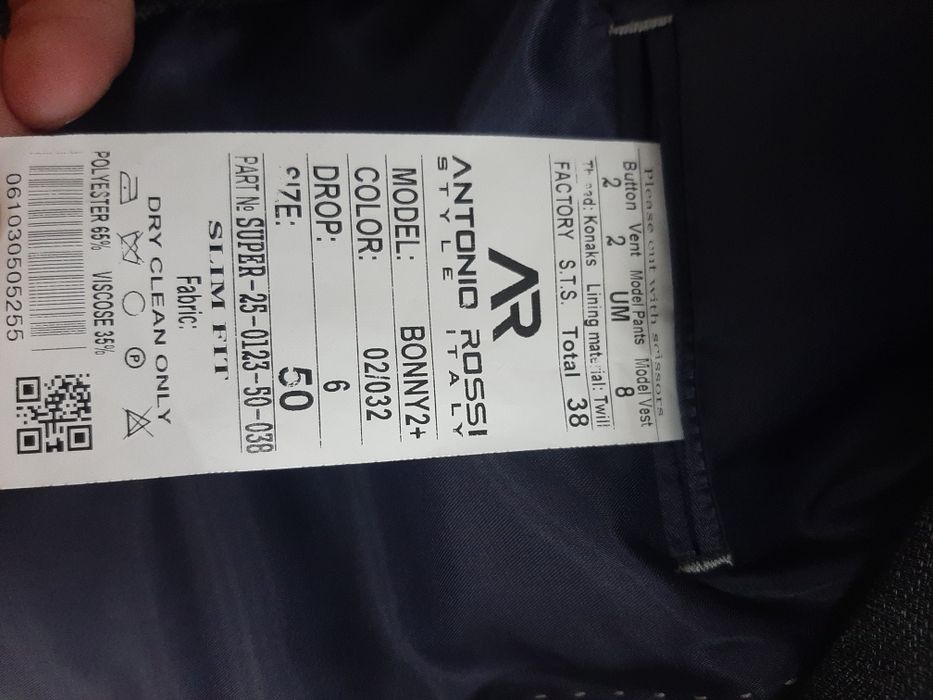 Please cut with scissors
Button Vent Model Pants Model Vest
2 2 UM 8
Konaks Lining material: Twill
FACTORY S.T.S. Total 38
AR
ANTONIO ROSSI
STYLE ITALY
MODEL: BONNY2+
COLOR: 02/032
DROP: 6
SIZE: 50
PART № SUPER-25-0123-50-038
SLIM FIT
Fabric:
DRY CLEAN ONLY
P
POLYESTER 65% VISCOSE 35%
061030505255